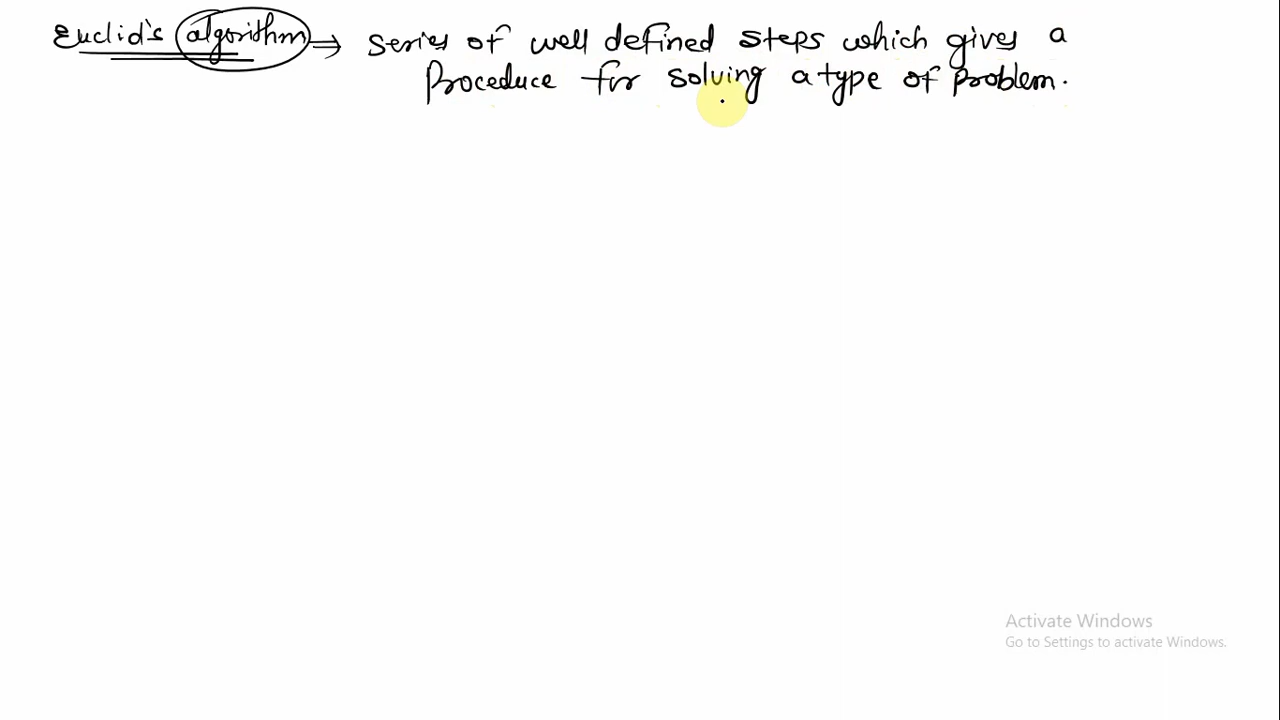 Euclid's algorithm ⇒ series of well defined steps which gives a
Proceduce for solving a type of Problem.
Activate Windows
Go to Settings to activate Windows.